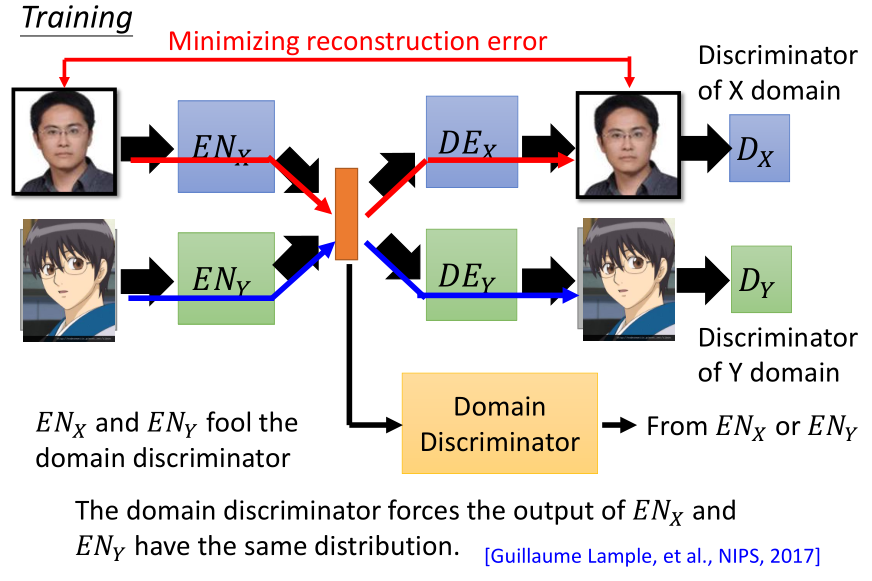 Training
Minimizing reconstruction error
Discriminator
of X domain
EN_X
DE_X
D_X
EN_Y
DE_Y
D_Y
Discriminator
of Y domain
Domain
Discriminator
From EN_X or EN_Y
EN_X and EN_Y fool the
domain discriminator
The domain discriminator forces the output of EN_X and
EN_Y have the same distribution.
[Guillaume Lample, et al., NIPS, 2017]